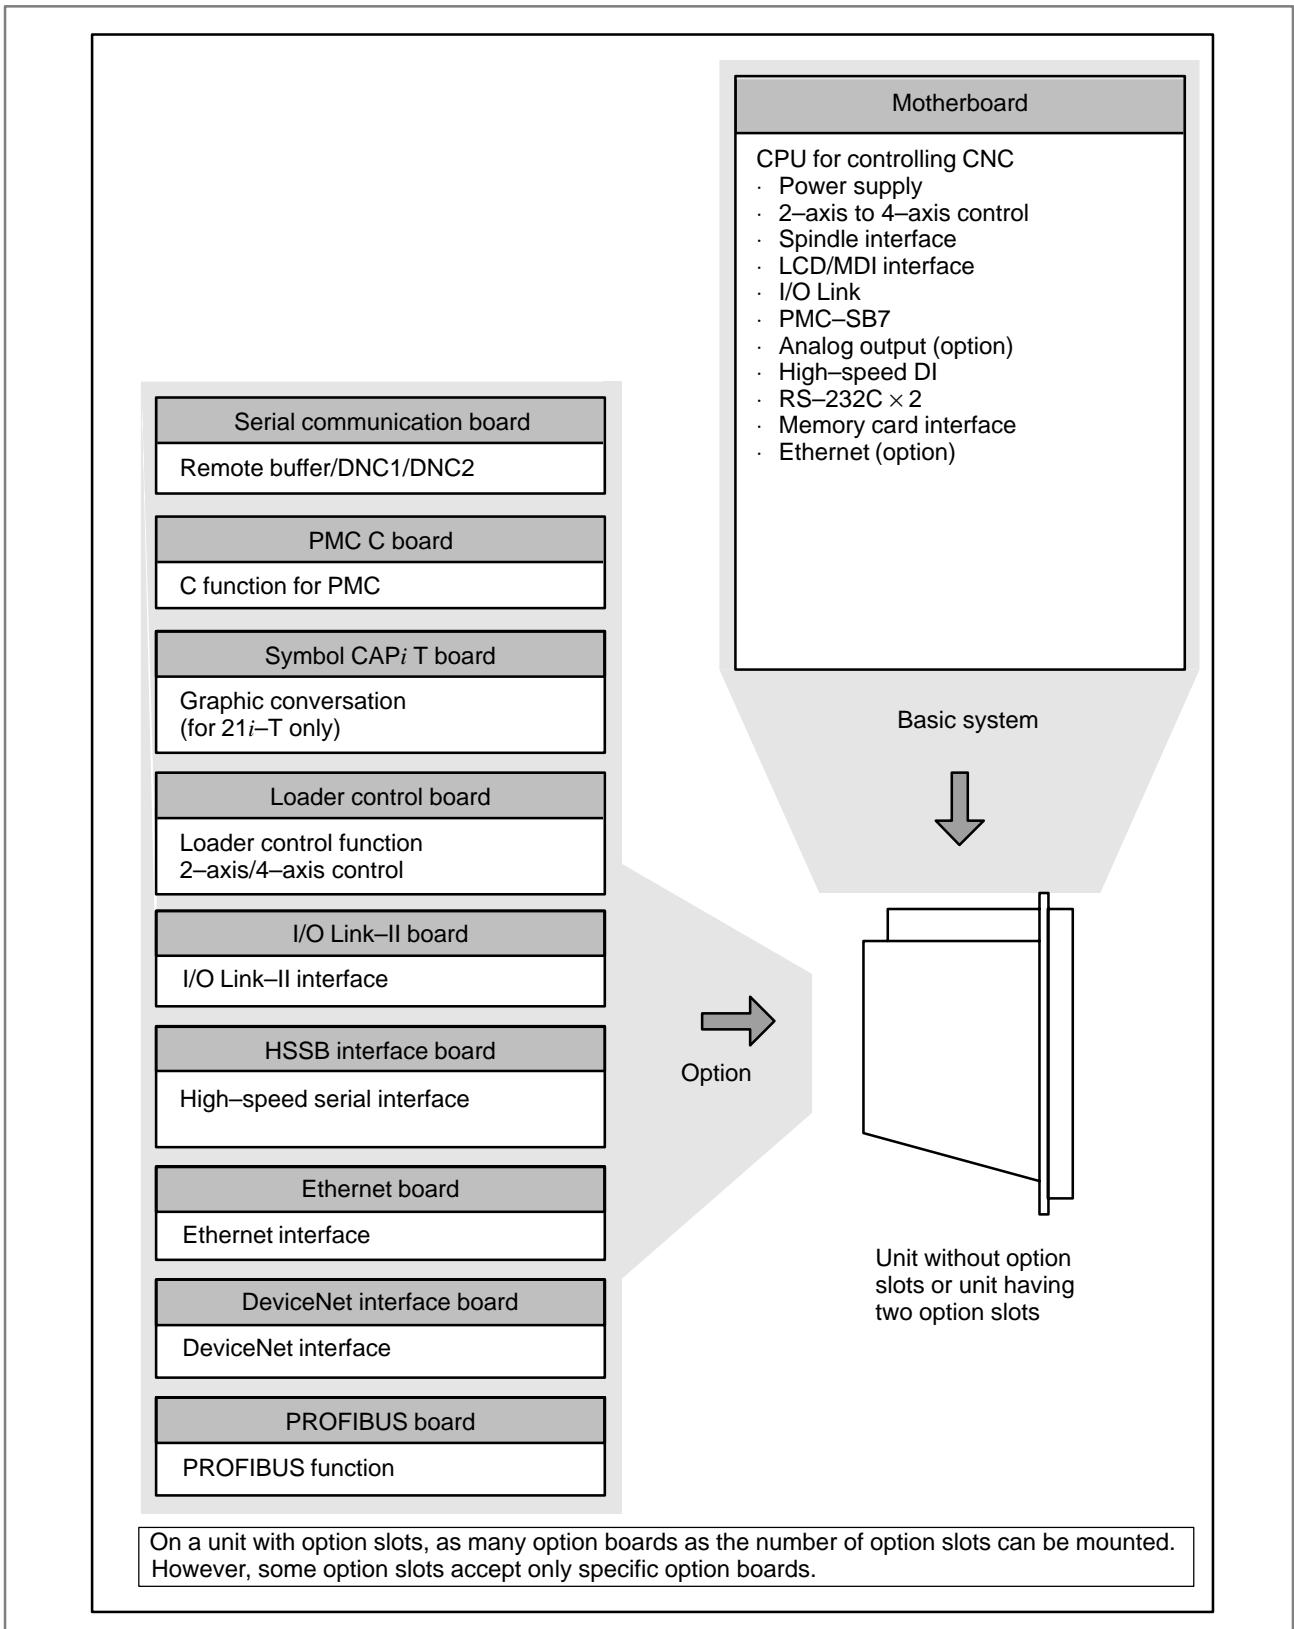 Motherboard
CPU for controlling CNC
· Power supply
· 2–axis to 4–axis control
· Spindle interface
· LCD/MDI interface
· I/O Link
· PMC–SB7
· Analog output (option)
· High–speed DI
· RS–232C × 2
· Memory card interface
· Ethernet (option)
Basic system
Serial communication board
Remote buffer/DNC1/DNC2
PMC C board
C function for PMC
Symbol CAPi T board
Graphic conversation
(for 21i–T only)
Loader control board
Loader control function
2–axis/4–axis control
I/O Link–II board
I/O Link–II interface
HSSB interface board
High–speed serial interface
Ethernet board
Ethernet interface
DeviceNet interface board
DeviceNet interface
PROFIBUS board
PROFIBUS function
Option
Unit without option
slots or unit having
two option slots
On a unit with option slots, as many option boards as the number of option slots can be mounted.
However, some option slots accept only specific option boards.